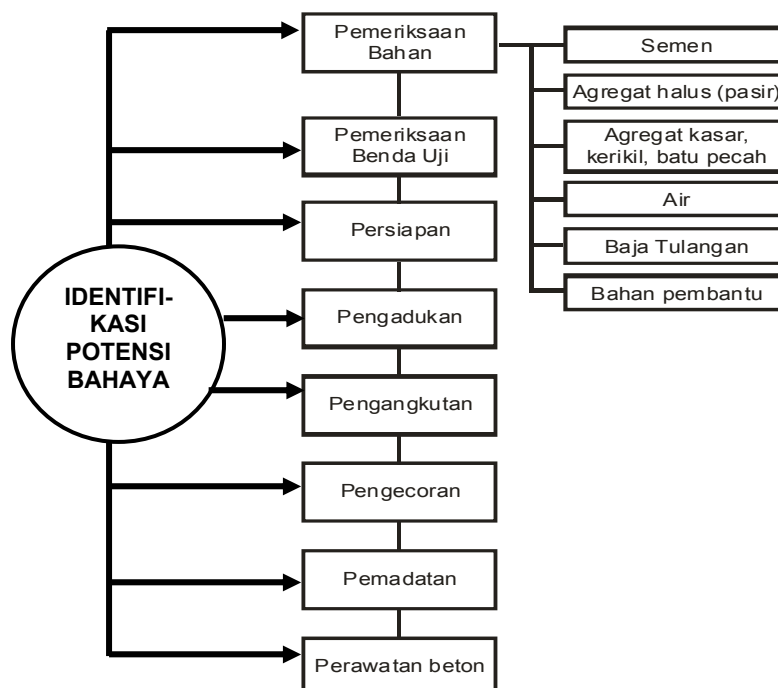 Pemeriksaan
Bahan
Semen
Agregat halus (pasir)
Pemeriksaan
Benda Uji
Agregat kasar,
kerikil, batu pecah
Air
Persiapan
Baja Tulangan
IDENTIFI-
KASI
POTENSI
BAHAYA
Bahan pembantu
Pengadukan
Pengangkutan
Pengecoran
Pemadatan
Perawatan beton